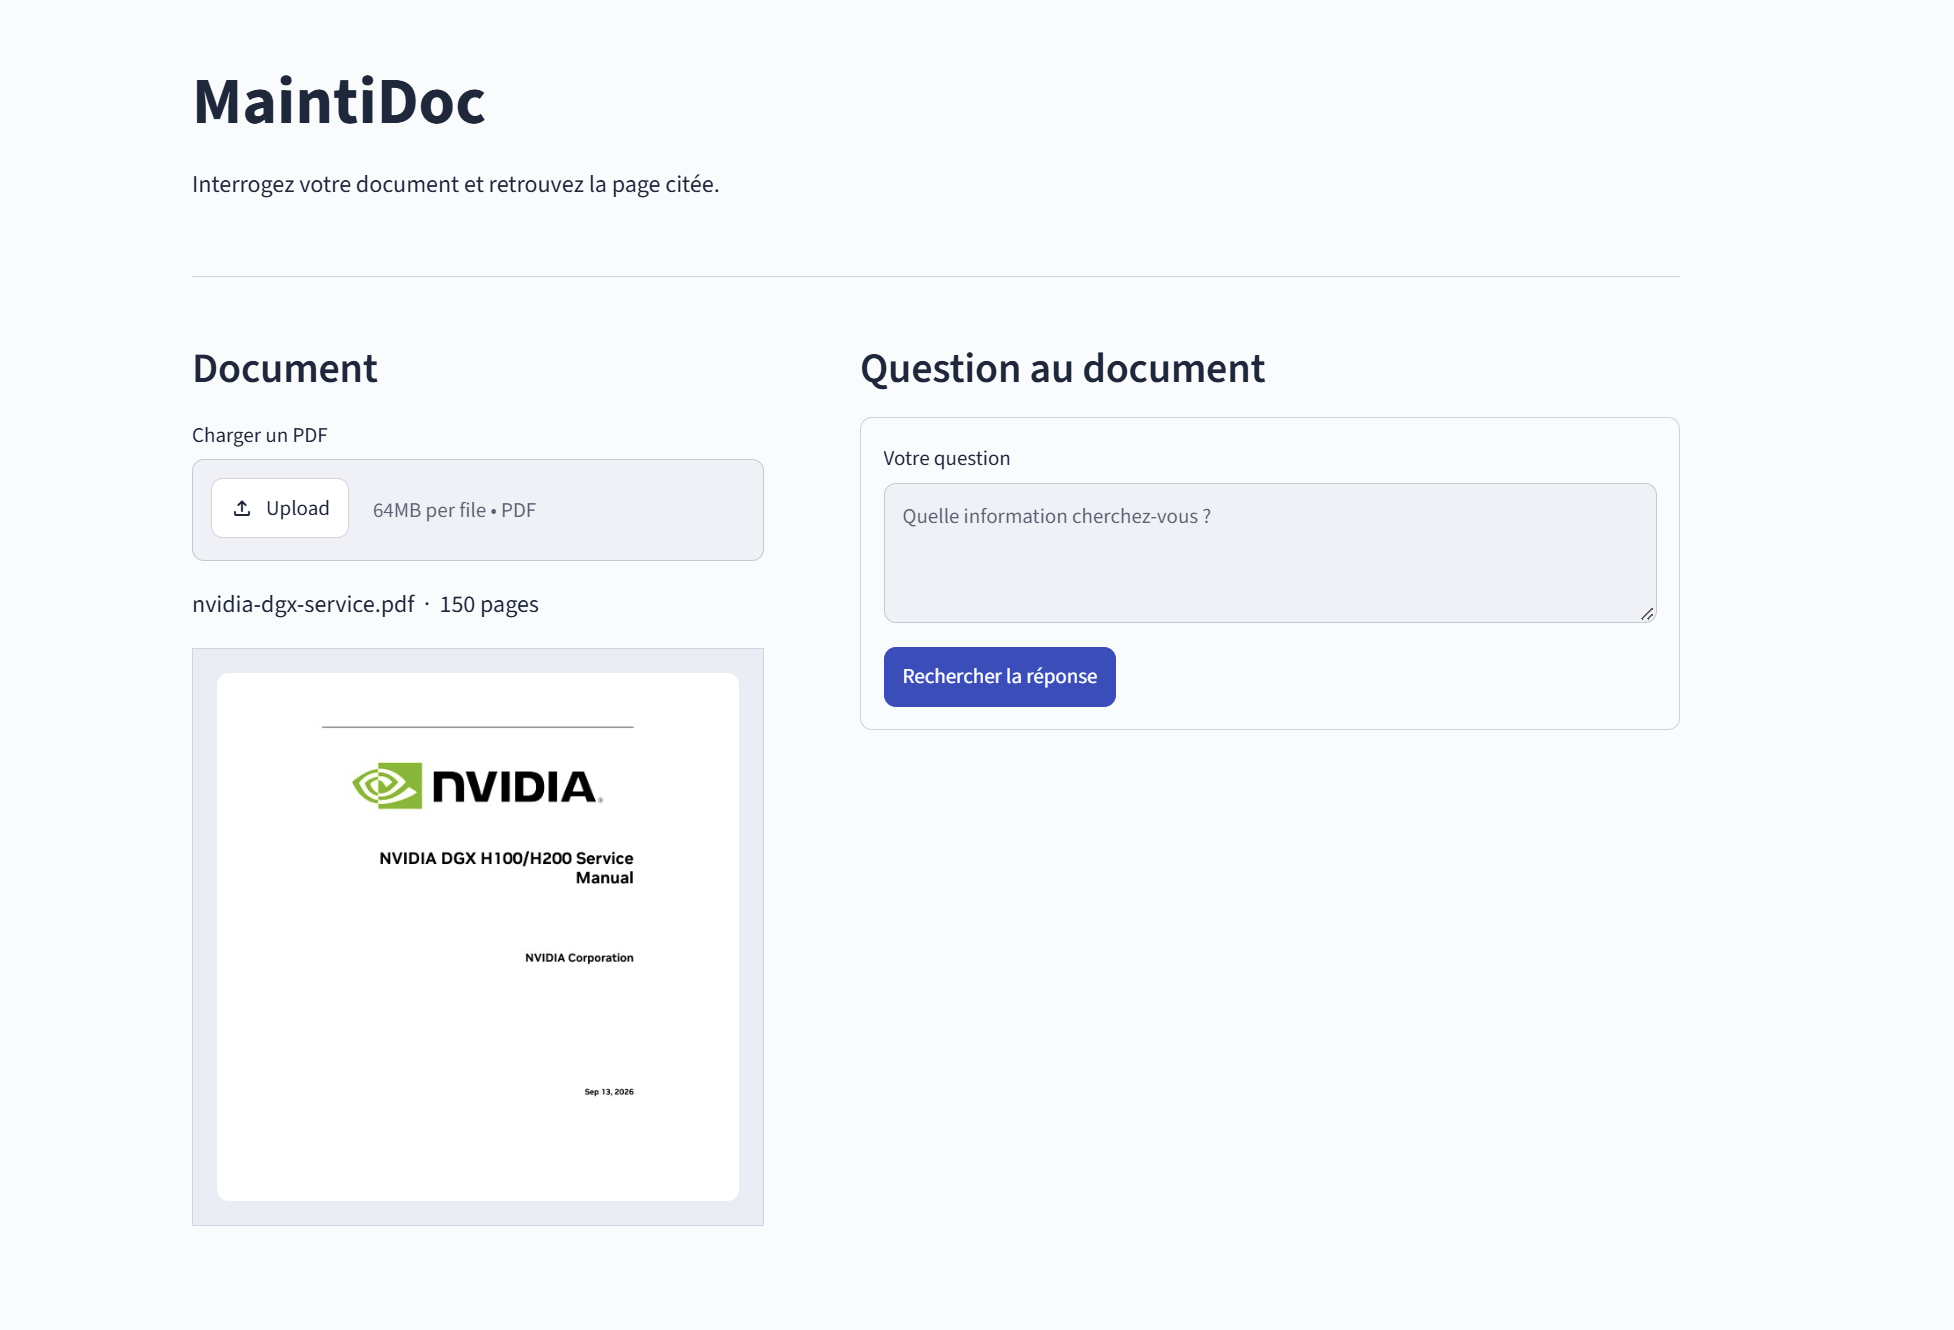 MaintiDoc
Interrogez votre document et retrouvez la page citée.
Document
Charger un PDF
Upload
64MB per file • PDF
nvidia-dgx-service.pdf · 150 pages
NVIDIA®
NVIDIA DGX H100/H200 Service
Manual
NVIDIA Corporation
Sep 13, 2026
Question au document
Votre question
Quelle information cherchez-vous ?
Rechercher la réponse